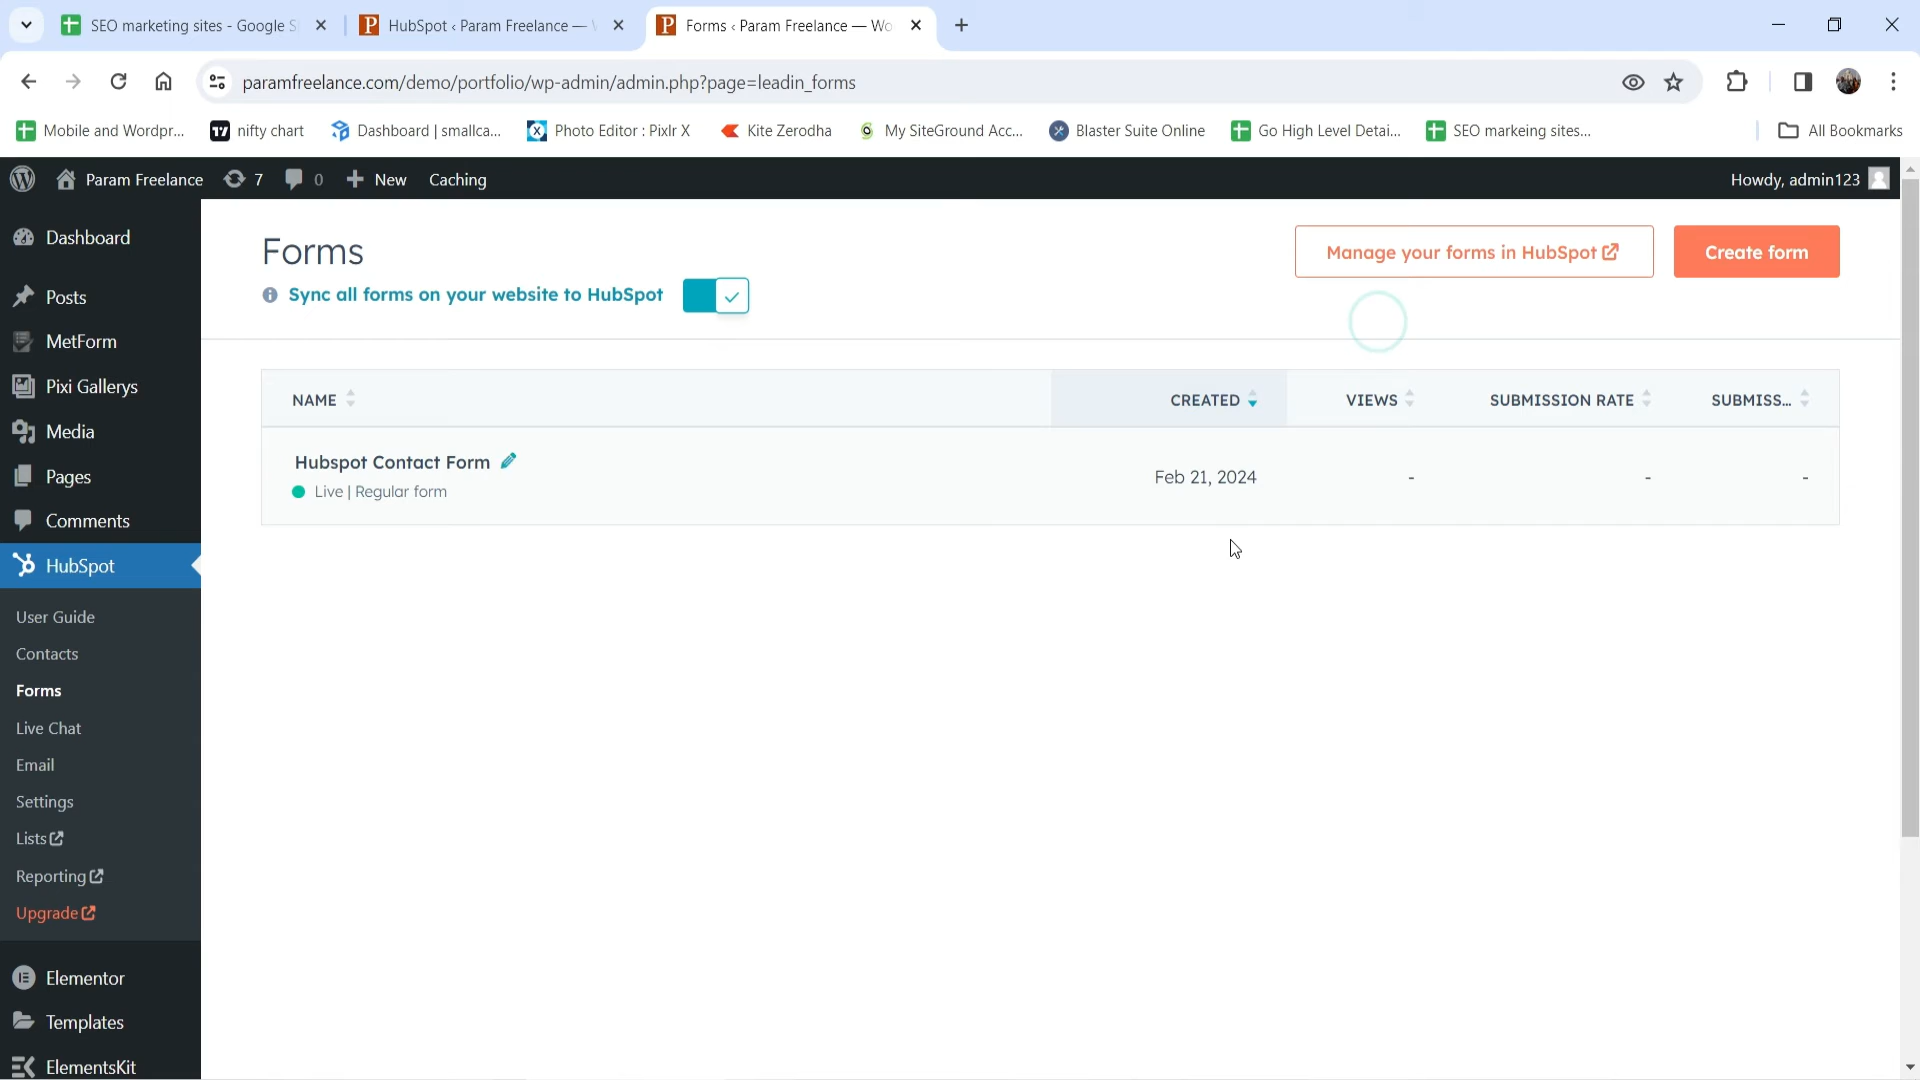 SEO marketing sites - Google S
HubSpot ‹ Param Freelance —
Forms ‹ Param Freelance — Wo
paramfreelance.com/demo/portfolio/wp-admin/admin.php?page=leadin_forms
Mobile and Wordpr...
nifty chart
Dashboard | smallca...
Photo Editor : Pixlr X
Kite Zerodha
My SiteGround Acc...
Blaster Suite Online
Go High Level Detai...
SEO markeing sites...
All Bookmarks
Param Freelance
7
0
New
Caching
Howdy, admin123
Dashboard
Posts
MetForm
Pixi Gallerys
Media
Pages
Comments
HubSpot
User Guide
Contacts
Forms
Live Chat
Email
Settings
Lists
Reporting
Upgrade
Elementor
Templates
ElementsKit
Forms
Sync all forms on your website to HubSpot
Manage your forms in HubSpot
Create form
NAME
CREATED
VIEWS
SUBMISSION RATE
SUBMISS...
Hubspot Contact Form
Live | Regular form
Feb 21, 2024
-
-
-